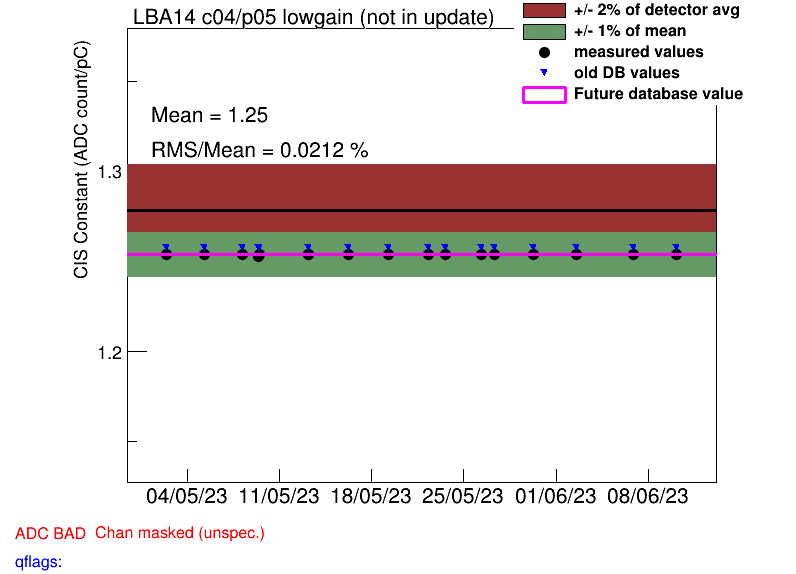 LBA14 c04/p05 lowgain (not in update)
+/- 2% of detector avg
+/- 1% of mean
measured values
old DB values
Future database value
CIS Constant (ADC count/pC)
Mean = 1.25
RMS/Mean = 0.0212 %
1.3
1.2
04/05/23 11/05/23 18/05/23 25/05/23 01/06/23 08/06/23
ADC BAD Chan masked (unspec.)
qflags: